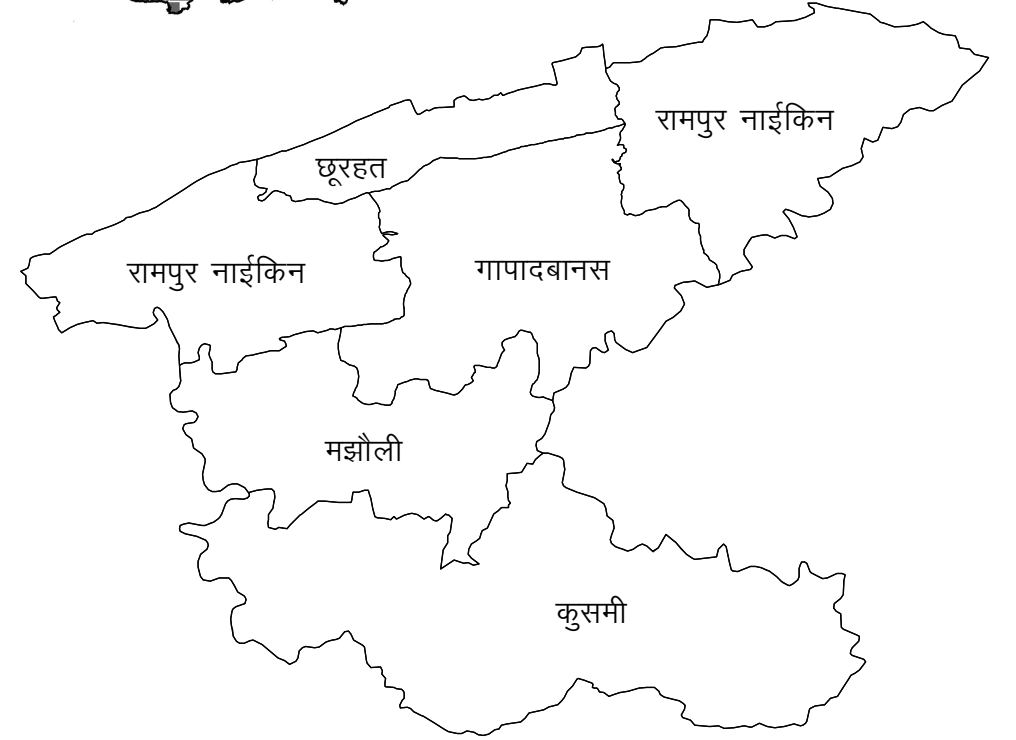 रामपुर नाईकिन
छूरहत
रामपुर नाईकिन
गापादबानस
मझौली
कुसमी